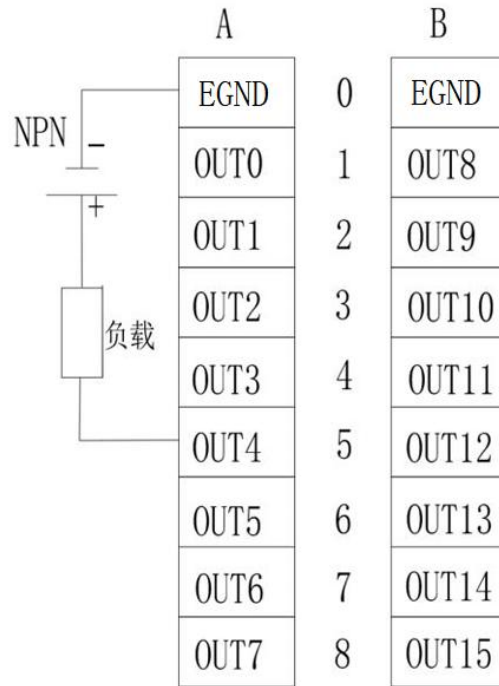 A B
EGND 0 EGND
NPN -
OUT0 1 OUT8
+
OUT1 2 OUT9
OUT2 3 OUT10
负载
OUT3 4 OUT11
OUT4 5 OUT12
OUT5 6 OUT13
OUT6 7 OUT14
OUT7 8 OUT15